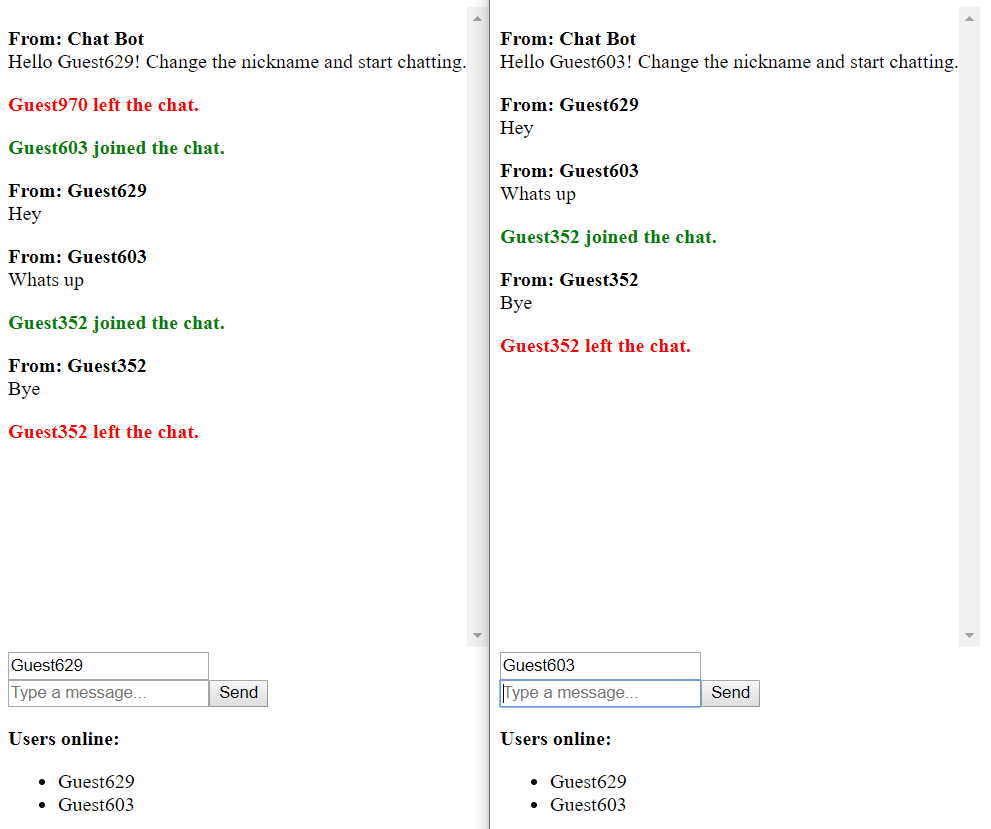 From: Chat Bot
Hello Guest629! Change the nickname and start chatting.
Guest970 left the chat.
Guest603 joined the chat.
From: Guest629
Hey
From: Guest603
Whats up
Guest352 joined the chat.
From: Guest352
Bye
Guest352 left the chat.
Guest629
Type a message...
Send
Users online:
Guest629
Guest603
From: Chat Bot
Hello Guest603! Change the nickname and start chatting.
From: Guest629
Hey
From: Guest603
Whats up
Guest352 joined the chat.
From: Guest352
Bye
Guest352 left the chat.
Guest603
Type a message...
Send
Users online:
Guest629
Guest603